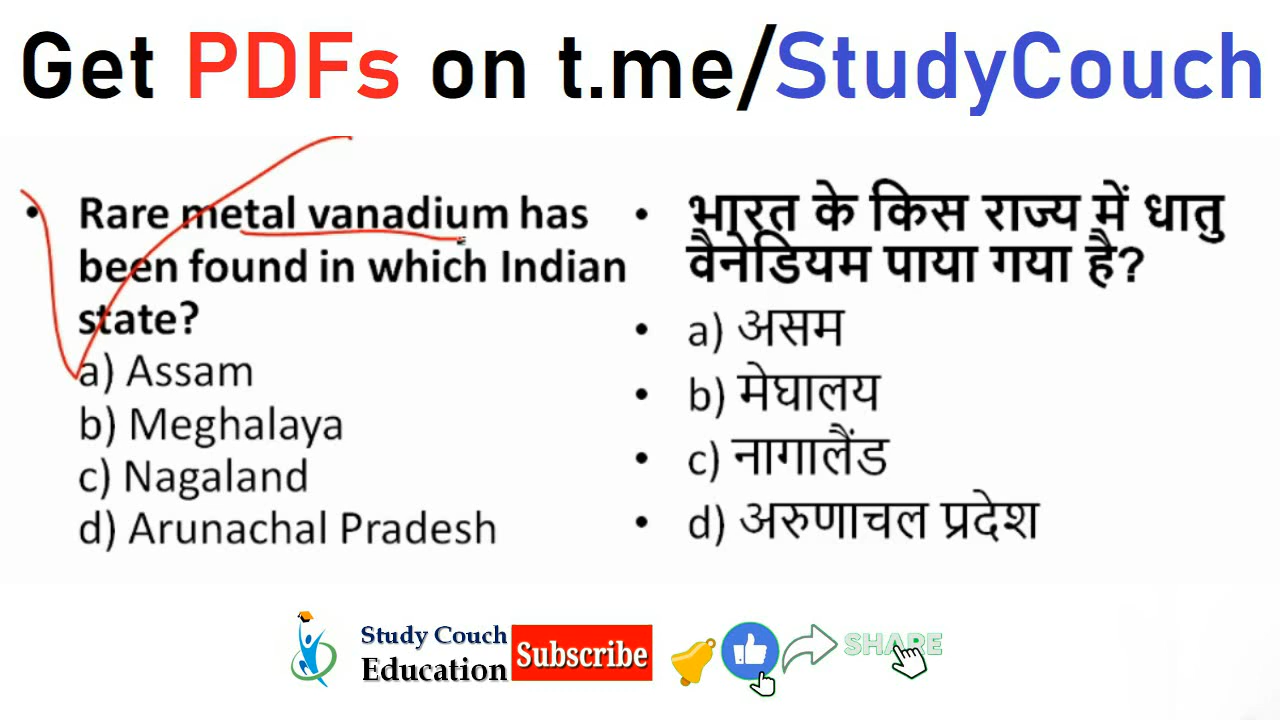 Get PDFs on t.me/StudyCouch
• Rare metal vanadium has
been found in which Indian
state?
a) Assam
b) Meghalaya
c) Nagaland
d) Arunachal Pradesh
• भारत के किस राज्य में धातु
वैनेडियम पाया गया है?
• a) असम
• b) मेघालय
• c) नागालैंड
• d) अरुणाचल प्रदेश
Study Couch
Education
Subscribe
SHARE